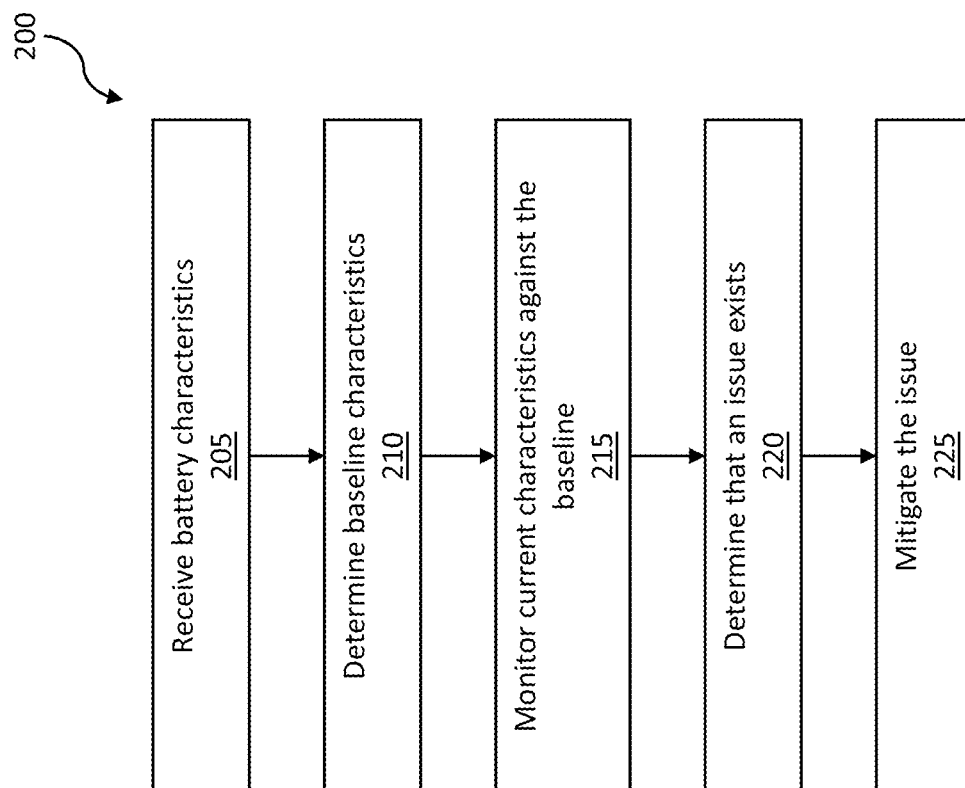 200
Receive battery characteristics
205
Determine baseline characteristics
210
Monitor current characteristics against the
baseline
215
Determine that an issue exists
220
Mitigate the issue
225